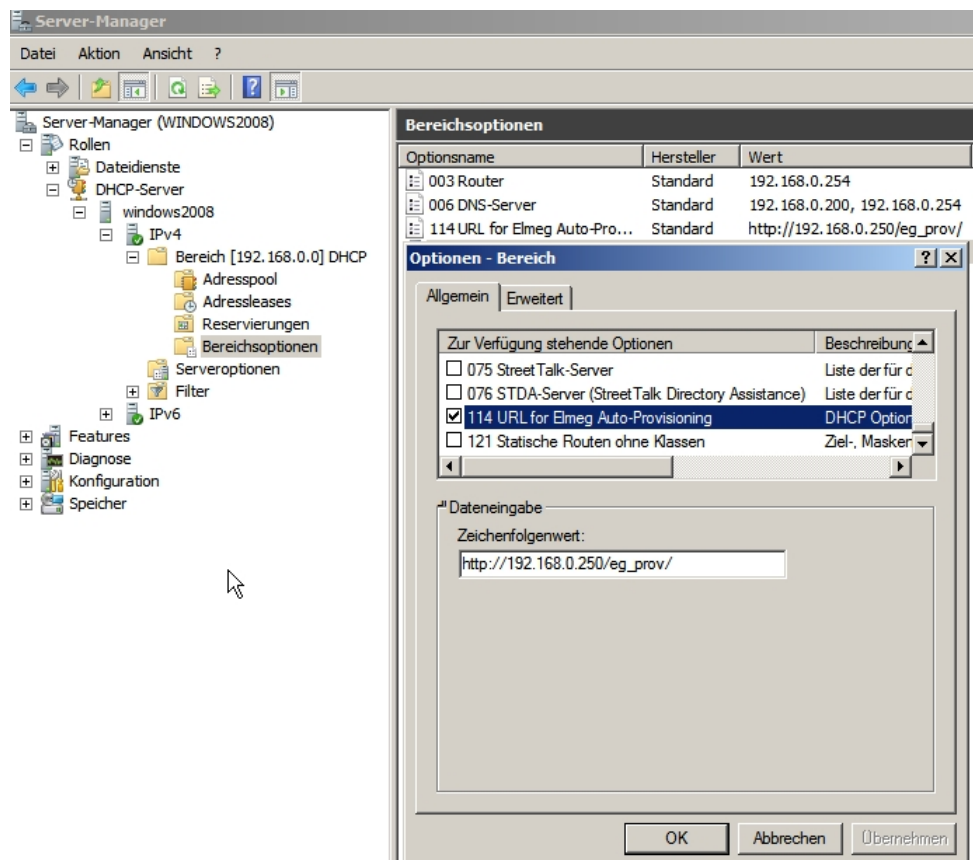 Server-Manager
Datei Aktion Ansicht ?
Server-Manager (WINDOWS2008)
Rollen
Dateidienste
DHCP-Server
windows2008
IPv4
Bereich [192.168.0.0] DHCP
Adresspool
Adressleases
Reservierungen
Bereichsoptionen
Serveroptionen
Filter
IPv6
Features
Diagnose
Konfiguration
Speicher
Bereichsoptionen
Optionsname Hersteller Wert
003 Router Standard 192.168.0.254
006 DNS-Server Standard 192.168.0.200, 192.168.0.254
114 URL for Elmeg Auto-Pro... Standard http://192.168.0.250/eg_prov/
Optionen - Bereich
Allgemein Erweitert
Zur Verfügung stehende Optionen Beschreibung
075 StreetTalk-Server Liste der für d
076 STDA-Server (StreetTalk Directory Assistance) Liste der für d
114 URL for Elmeg Auto-Provisioning DHCP Option
121 Statische Routen ohne Klassen Ziel-, Masken
Dateneingabe
Zeichenfolgenwert:
http://192.168.0.250/eg_prov/
OK Abbrechen Übernehmen